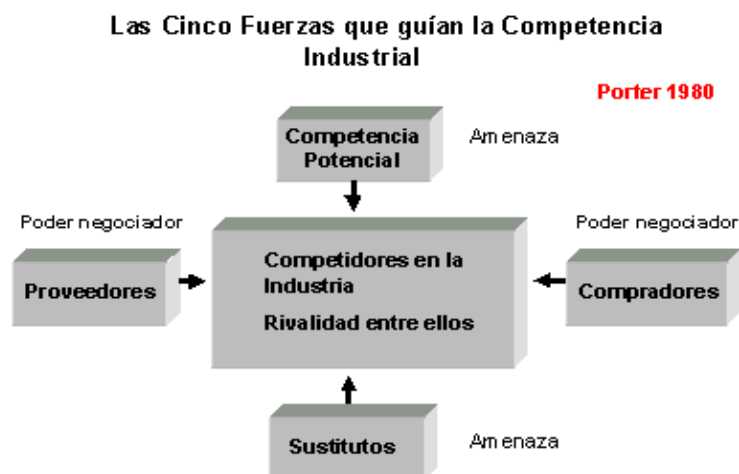 Las Cinco Fuerzas que guían la Competencia
Industrial
Porter 1980
Competencia
Potencial
Amenaza
Poder negociador
Poder negociador
Proveedores
Competidores en la
Industria
Rivalidad entre ellos
Compradores
Sustitutos
Amenaza